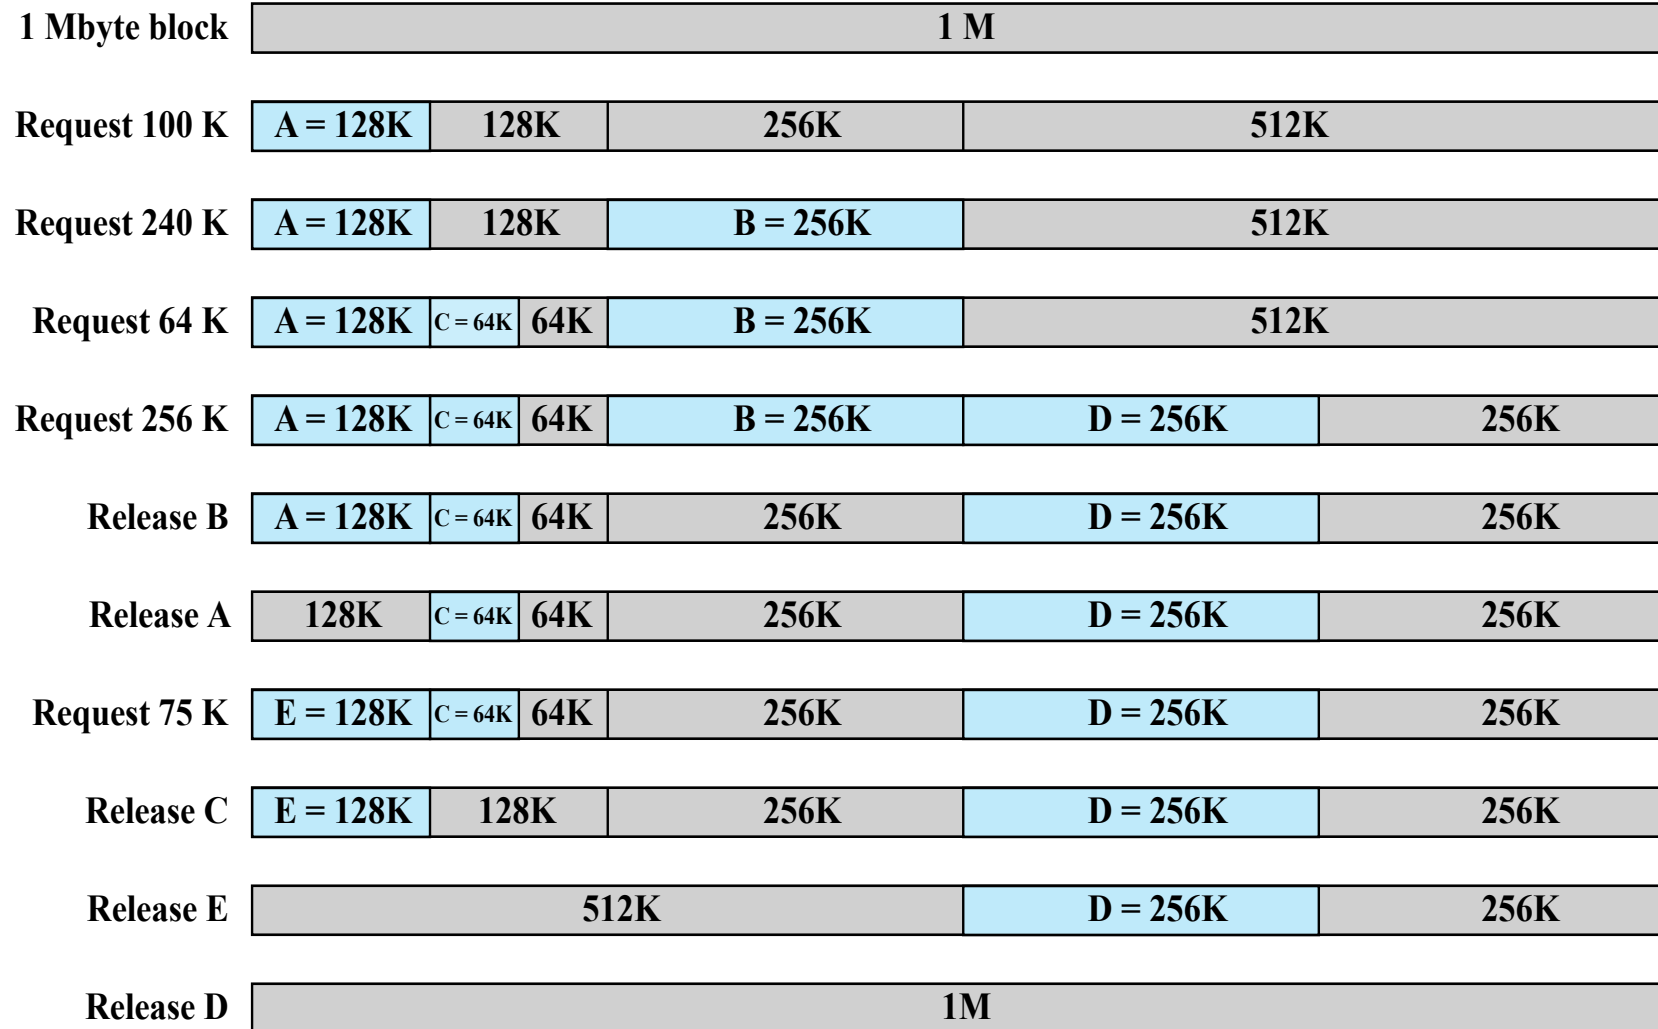 1 Mbyte block 1 M
Request 100 K A = 128K 128K 256K 512K
Request 240 K A = 128K 128K B = 256K 512K
Request 64 K A = 128K C = 64K 64K B = 256K 512K
Request 256 K A = 128K C = 64K 64K B = 256K D = 256K 256K
Release B A = 128K C = 64K 64K 256K D = 256K 256K
Release A 128K C = 64K 64K 256K D = 256K 256K
Request 75 K E = 128K C = 64K 64K 256K D = 256K 256K
Release C E = 128K 128K 256K D = 256K 256K
Release E 512K D = 256K 256K
Release D 1M